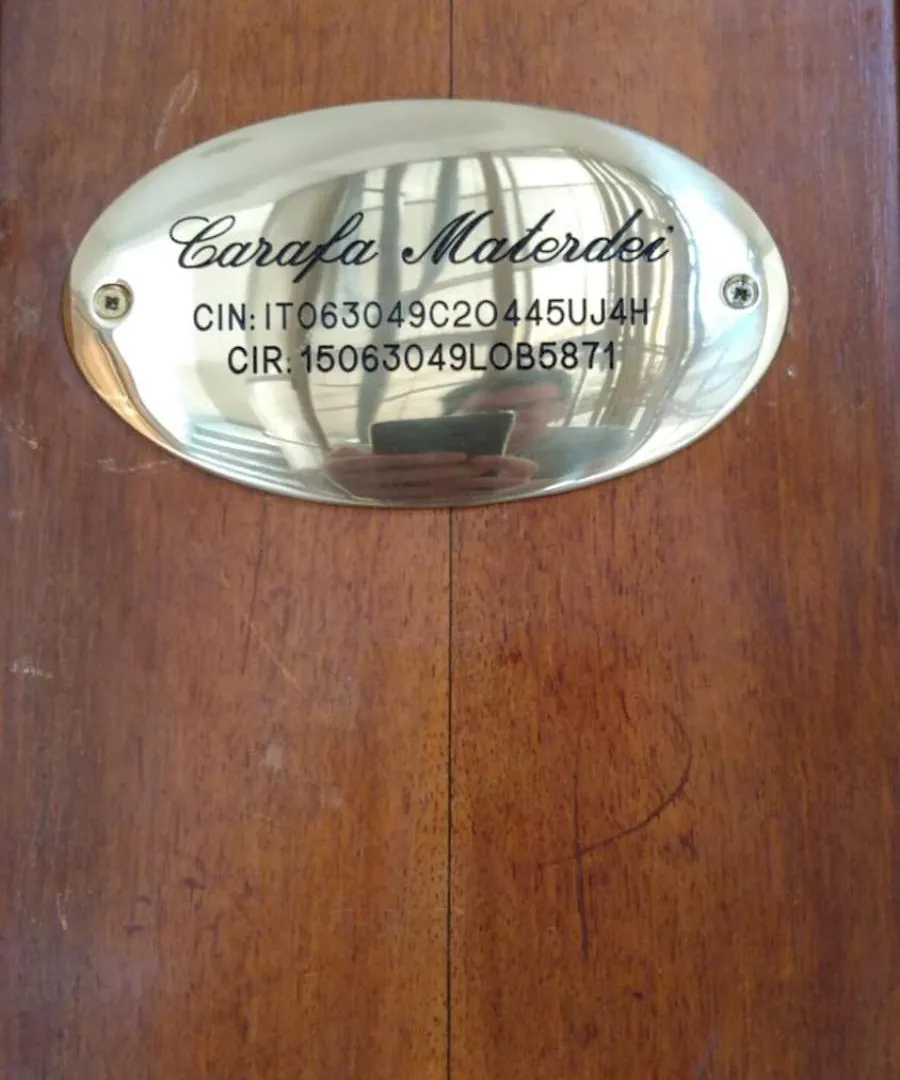 Carafa Materdei
CIN: IT063049C2O445UJ4H
CIR: 15063049LOB5871